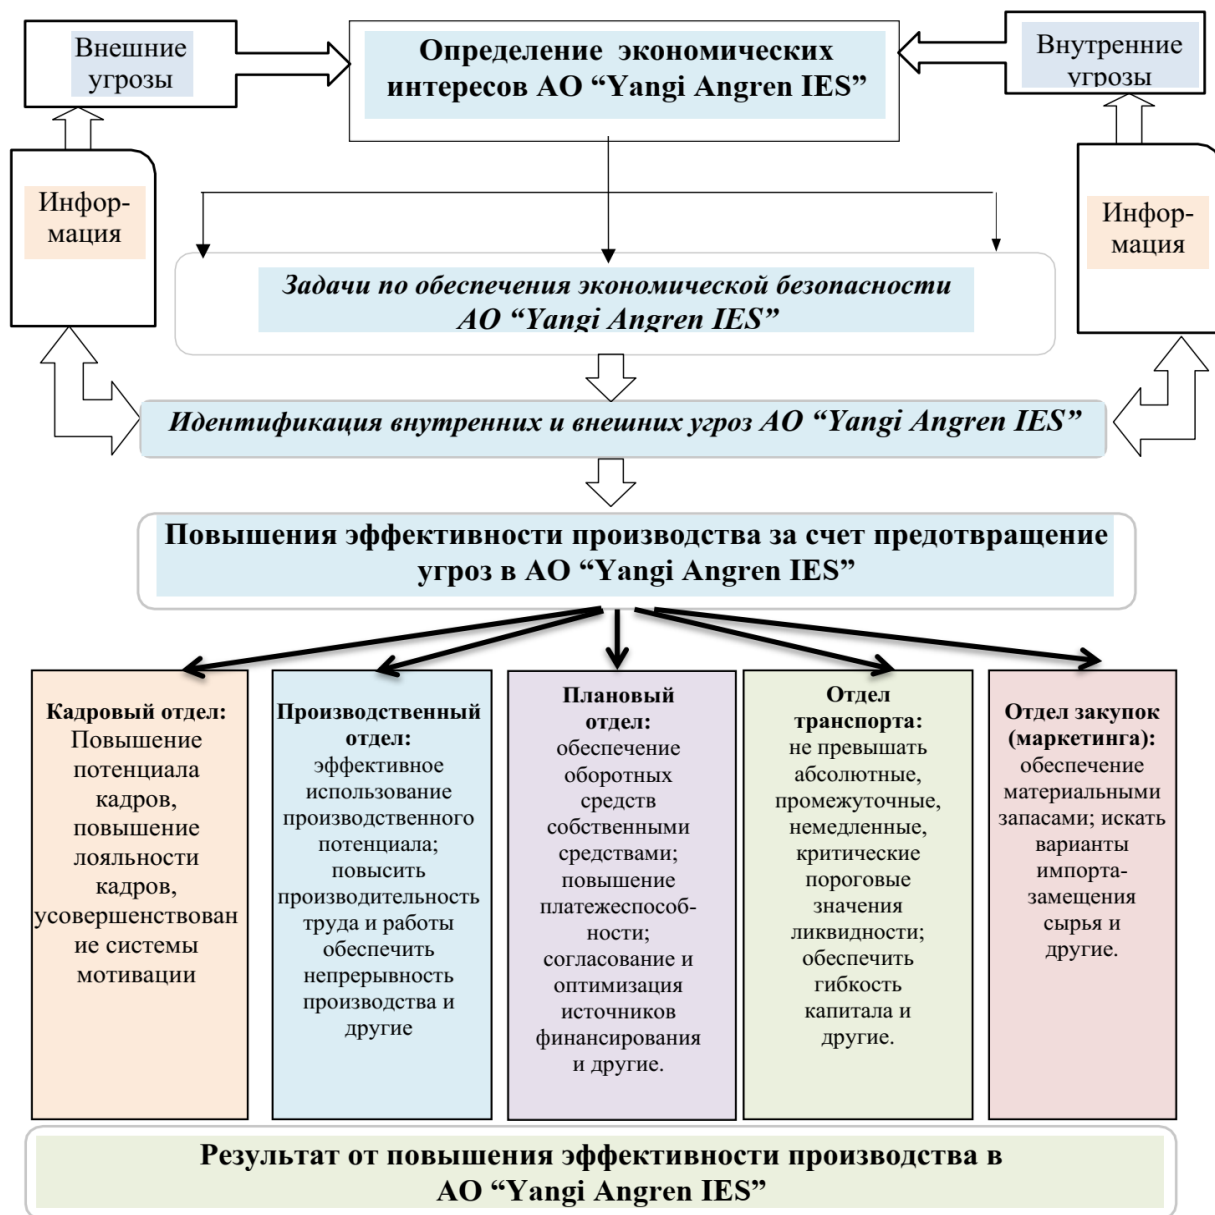 Внешние
угрозы
Определение экономических
интересов АО “Yangi Angren IES”
Внутренние
угрозы
Инфор-
мация
Инфор-
мация
Задачи по обеспечения экономической безопасности
АО “Yangi Angren IES”
Идентификация внутренних и внешних угроз АО “Yangi Angren IES”
Повышения эффективности производства за счет предотвращение
угроз в АО “Yangi Angren IES”
Кадровый отдел:
Повышение
потенциала
кадров,
повышение
лояльности
кадров,
усовершенствован
ие системы
мотивации
Производственный
отдел:
эффективное
использование
производственного
потенциала;
повысить
производительность
труда и работы
обеспечить
непрерывность
производства и
другие
Плановый
отдел:
обеспечение
оборотных
средств
собственными
средствами;
повышение
платежеспособ-
ности;
согласование и
оптимизация
источников
финансирования
и другие.
Отдел
транспорта:
не превышать
абсолютные,
промежуточные,
немедленные,
критические
пороговые
значения
ликвидности;
обеспечить
гибкость
капитала и
другие.
Отдел закупок
(маркетинга):
обеспечение
материальными
запасами; искать
варианты
импорта-
замещения
сырья и
другие.
Результат от повышения эффективности производства в
АО “Yangi Angren IES”